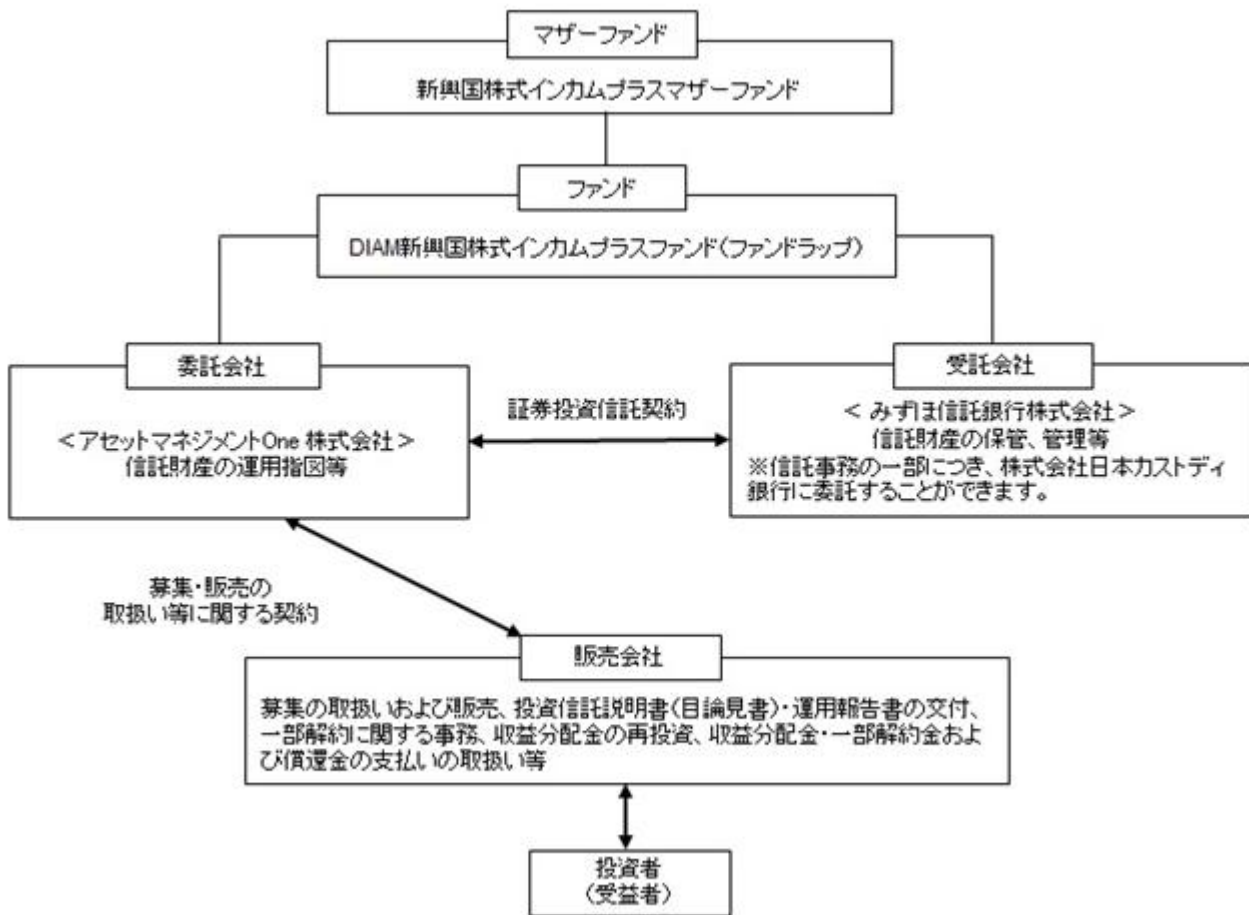 マザーファンド
新興国株式インカムプラスマザーファンド
ファンド
DIAM新興国株式インカムプラスファンド(ファンドラップ)
委託会社
<アセットマネジメントOne 株式会社>
信託財産の運用指図等
証券投資信託契約
受託会社
< みずほ信託銀行株式会社 >
信託財産の保管、管理等
※信託事務の一部につき、株式会社日本カストディ
銀行に委託することができます。
募集・販売の
取扱い等に関する契約
販売会社
募集の取扱いおよび販売、投資信託説明書(目論見書)・運用報告書の交付、
一部解約に関する事務、収益分配金の再投資、収益分配金・一部解約金およ
び償還金の支払いの取扱い等
投資者
(受益者)